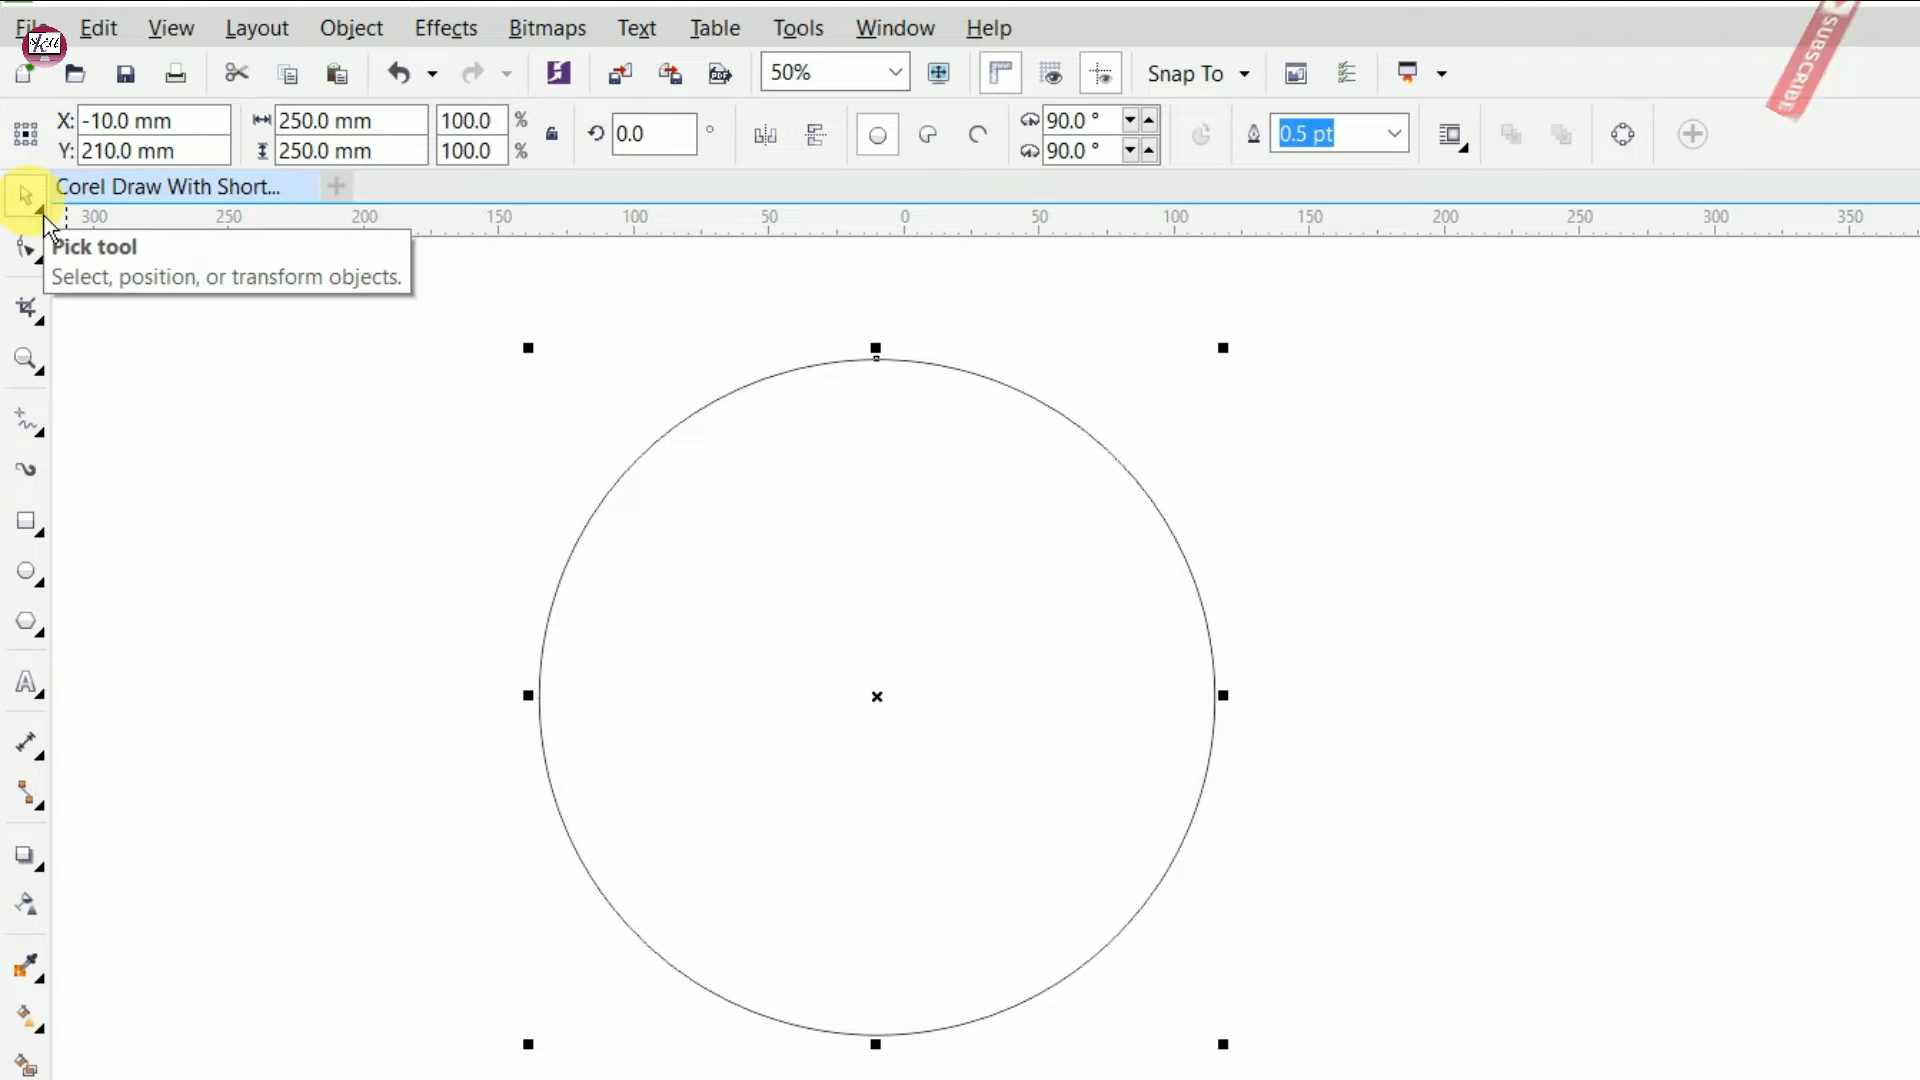 File Edit View Layout Object Effects Bitmaps Text Table Tools Window Help
SUBSCRIBE
50% Snap To
X: -10.0 mm 250.0 mm 100.0 % 0.0 ° 90.0 ° 0.5 pt
Y: 210.0 mm 250.0 mm 100.0 % 90.0 °
Corel Draw With Short...
300 250 200 150 100 50 0 50 100 150 200 250 300 350
Pick tool
Select, position, or transform objects.